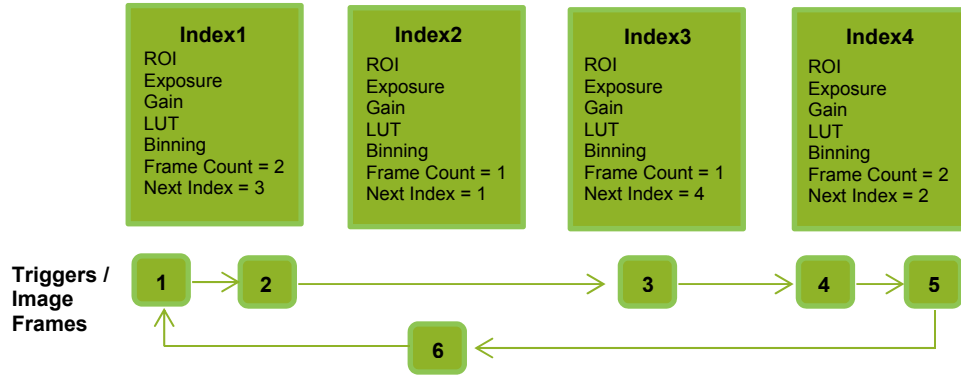 Index1
ROI
Exposure
Gain
LUT
Binning
Frame Count = 2
Next Index = 3
Index2
ROI
Exposure
Gain
LUT
Binning
Frame Count = 1
Next Index = 1
Index3
ROI
Exposure
Gain
LUT
Binning
Frame Count = 1
Next Index = 4
Index4
ROI
Exposure
Gain
LUT
Binning
Frame Count = 2
Next Index = 2
Triggers /
Image
Frames
1
2
3
4
5
6